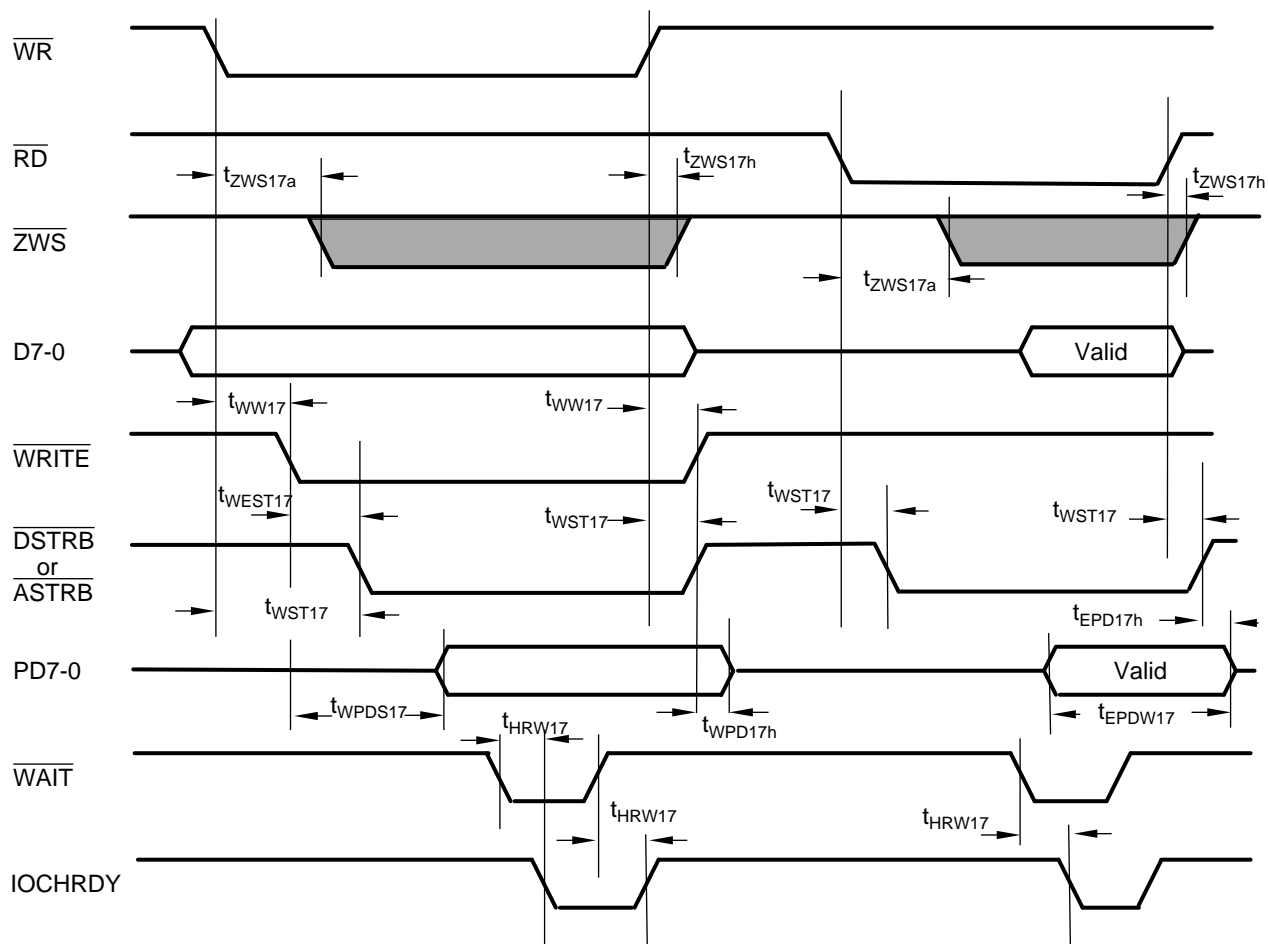 WR
RD
tZWS17a
tZWS17h
tZWS17h
ZWS
tZWS17a
D7-0
Valid
tWW17
tWW17
WRITE
tWEST17
tWST17
tWST17
tWST17
DSTRB
or
ASTRB
tWST17
tEPD17h
PD7-0
Valid
tWPDS17
tHRW17
tWPD17h
tEPDW17
WAIT
tHRW17
tHRW17
IOCHRDY